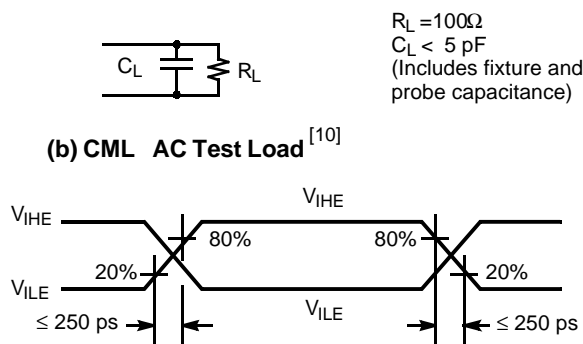 R_L =100Ω
C_L < 5 pF
(Includes fixture and
probe capacitance)
C_L
R_L
(b) CML AC Test Load [10]
V_IHE
V_IHE
80%
80%
20%
20%
V_ILE
V_ILE
≤ 250 ps
≤ 250 ps